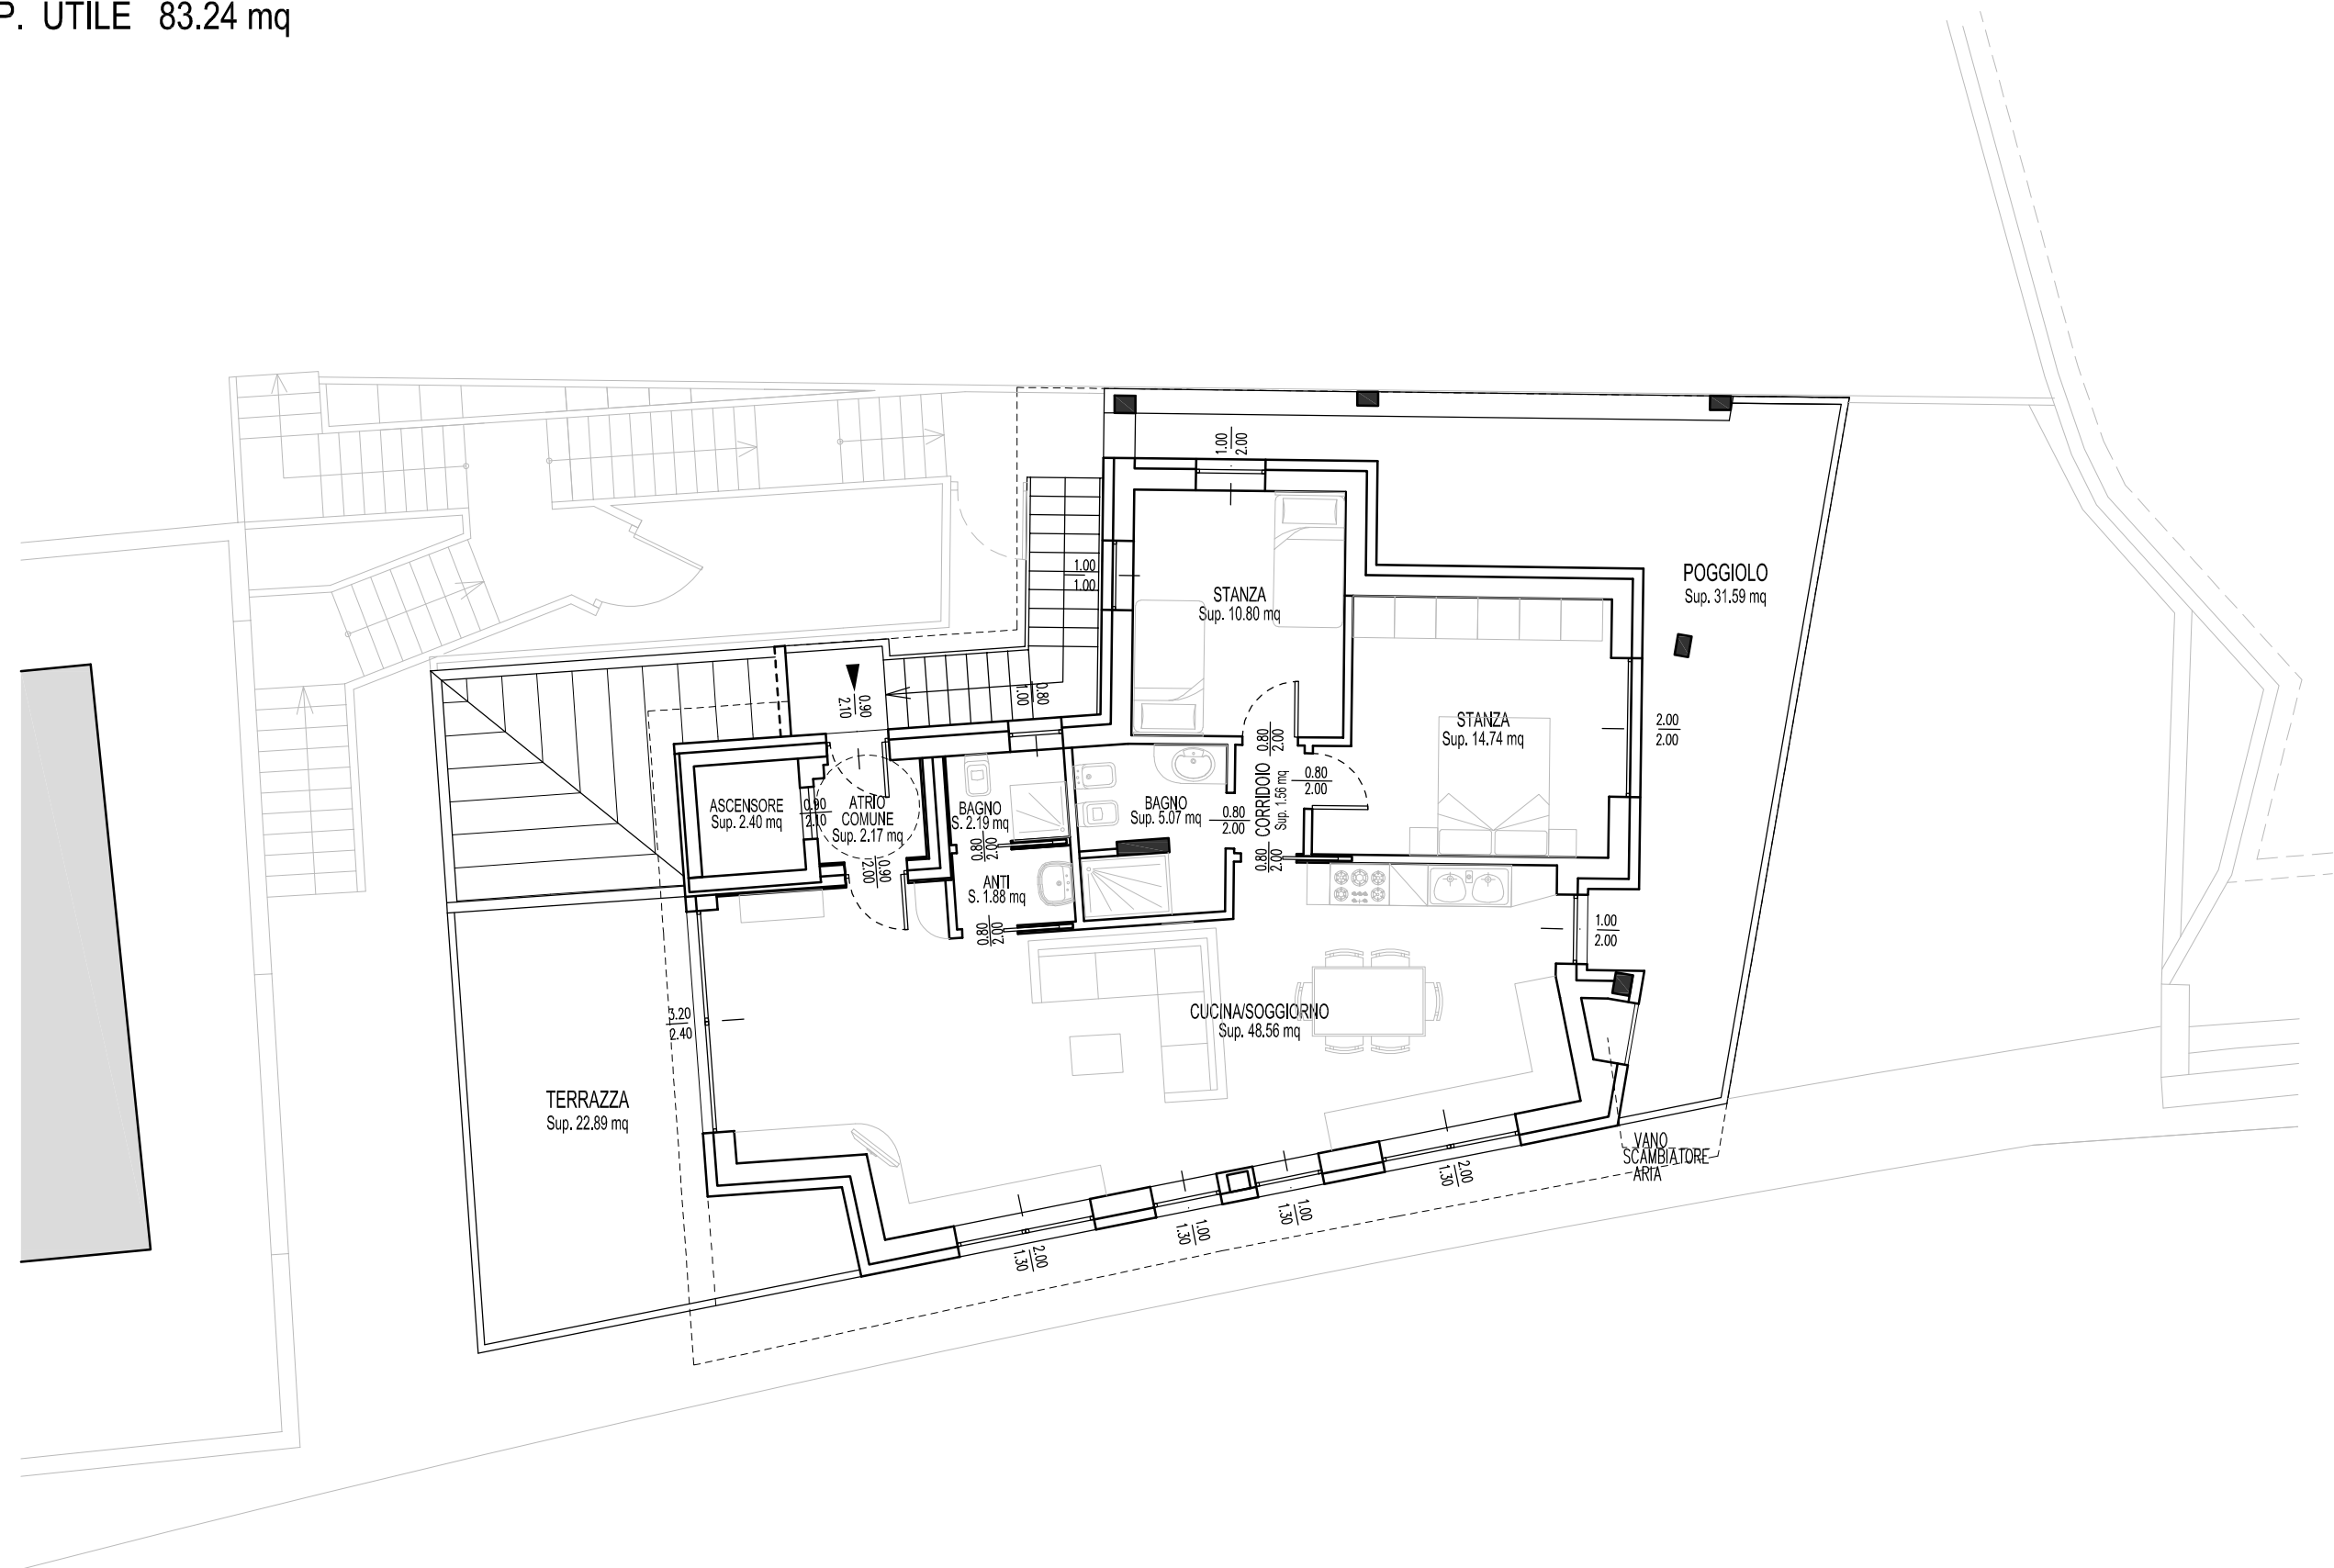 P. UTILE 83.24 mq
1.00
2.00
1.00
1.00
STANZA
Sup. 10.80 mq
POGGIOLO
Sup. 31.59 mq
0.90
2.10
0.80
1.00
STANZA
Sup. 14.74 mq
2.00
2.00
0.80
2.00
0.80
2.00
CORRIDOIO
Sup. 1.56 mq
ASCENSORE
Sup. 2.40 mq
0.90
2.10
ATRIO
COMUNE
Sup. 2.17 mq
BAGNO
S. 2.19 mq
BAGNO
Sup. 5.07 mq
0.80
2.00
0.80
2.00
0.80
2.00
0.90
2.00
ANTI
S. 1.88 mq
0.80
2.00
1.00
2.00
3.20
2.40
CUCINA/SOGGIORNO
Sup. 48.56 mq
TERRAZZA
Sup. 22.89 mq
VANO
SCAMBIATORE
ARIA
2.00
1.30
1.00
1.30
1.00
1.30
2.00
1.30